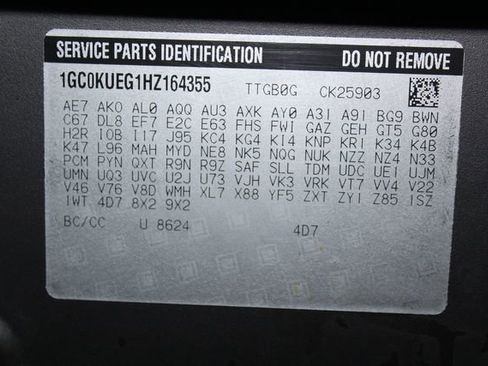 SERVICE PARTS IDENTIFICATION DO NOT REMOVE
1GC0KUEG1HZ164355 TTGB0G CK25903
AE7 AKO AL0 AQQ AU3 AXK AY0 A31 A91 BG9 BWN
C67 DL8 EF7 E2C E63 FHS FWI GAZ GEH GT5 G80
H2R IOB I17 J95 KC4 KG4 KI4 KNP KRI K34 K4B
K47 L96 MAH MYD NE8 NK5 NQG NUK NZZ NZ4 N33
PCM PYN QXT R9N R9Z SAF SLL TDM UDC UEI UJM
UMN UQ3 UVC U2J U73 VJH VK3 VRK VT7 VV4 V22
V46 V76 V8D WMH XL7 X88 YF5 ZXT ZYI Z85 ISZ
IWT 4D7 8X2 9X2
BC/CC U 8624 4D7